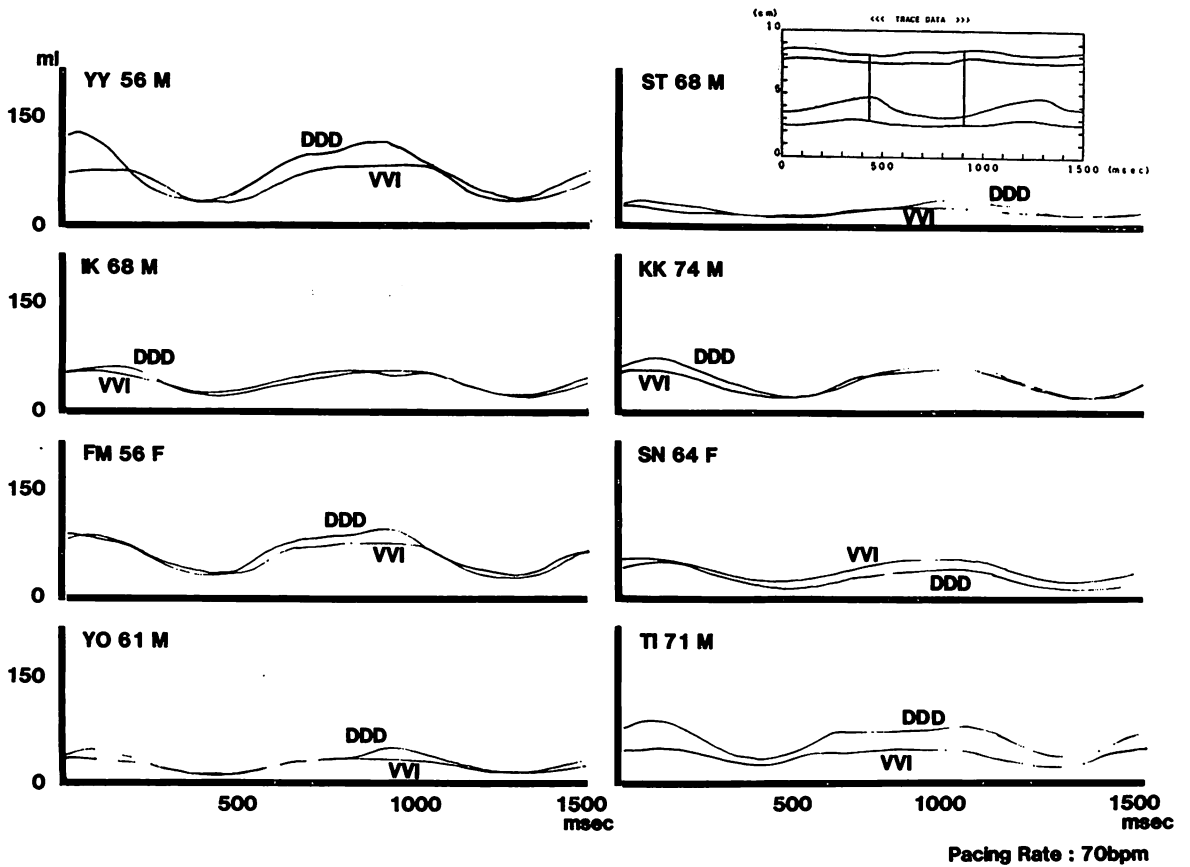 (cm)
<<< TRACE DATA >>>
10
5
0
0
500
1000
1500 (msec)
ml
YY 56 M
150
DDD
VVI
0
ST 68 M
DDD
VVI
IK 68 M
150
DDD
VVI
0
KK 74 M
DDD
VVI
FM 56 F
150
DDD
VVI
0
SN 64 F
VVI
DDD
YO 61 M
150
DDD
VVI
0
500 1000 1500
msec
TI 71 M
DDD
VVI
500 1000 1500
msec
Pacing Rate : 70bpm